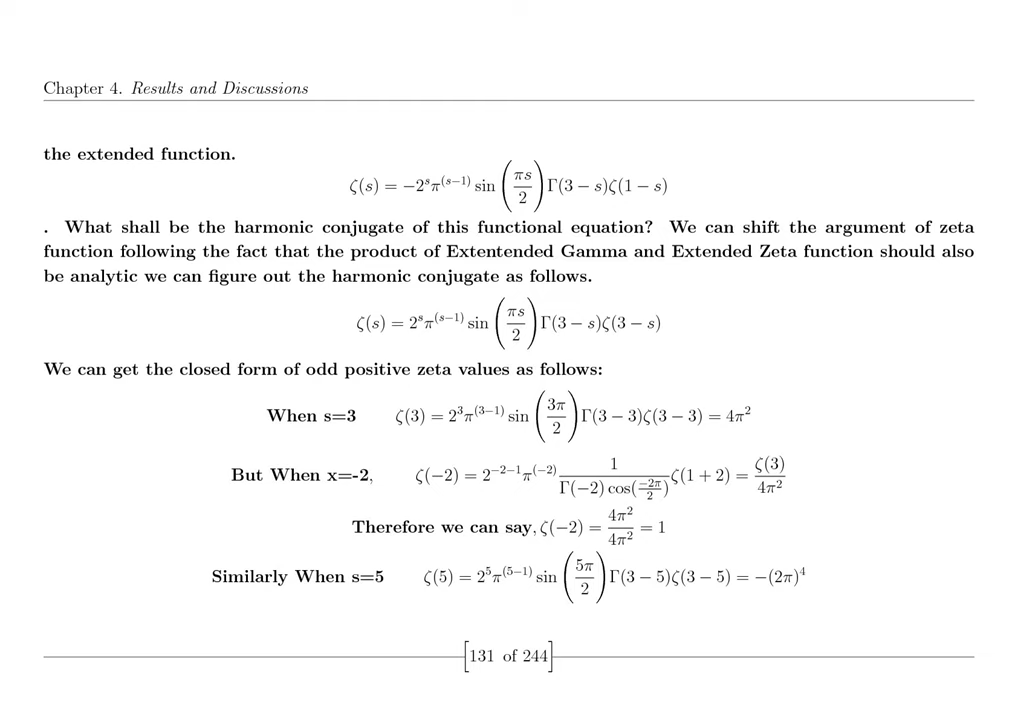 Chapter 4. Results and Discussions
the extended function.
ζ(s) = −2^s π^(s−1) sin(πs/2) Γ(3 − s)ζ(1 − s)
. What shall be the harmonic conjugate of this functional equation? We can shift the argument of zeta
function following the fact that the product of Extentended Gamma and Extended Zeta function should also
be analytic we can figure out the harmonic conjugate as follows.
ζ(s) = 2^s π^(s−1) sin(πs/2) Γ(3 − s)ζ(3 − s)
We can get the closed form of odd positive zeta values as follows:
When s=3 ζ(3) = 2^3 π^(3−1) sin(3π/2) Γ(3 − 3)ζ(3 − 3) = 4π^2
But When x=-2, ζ(−2) = 2^(−2−1) π^(−2) 1/(Γ(−2) cos(−2π/2)) ζ(1 + 2) = ζ(3)/4π^2
Therefore we can say, ζ(−2) = 4π^2/4π^2 = 1
Similarly When s=5 ζ(5) = 2^5 π^(5−1) sin(5π/2) Γ(3 − 5)ζ(3 − 5) = −(2π)^4
[131 of 244]